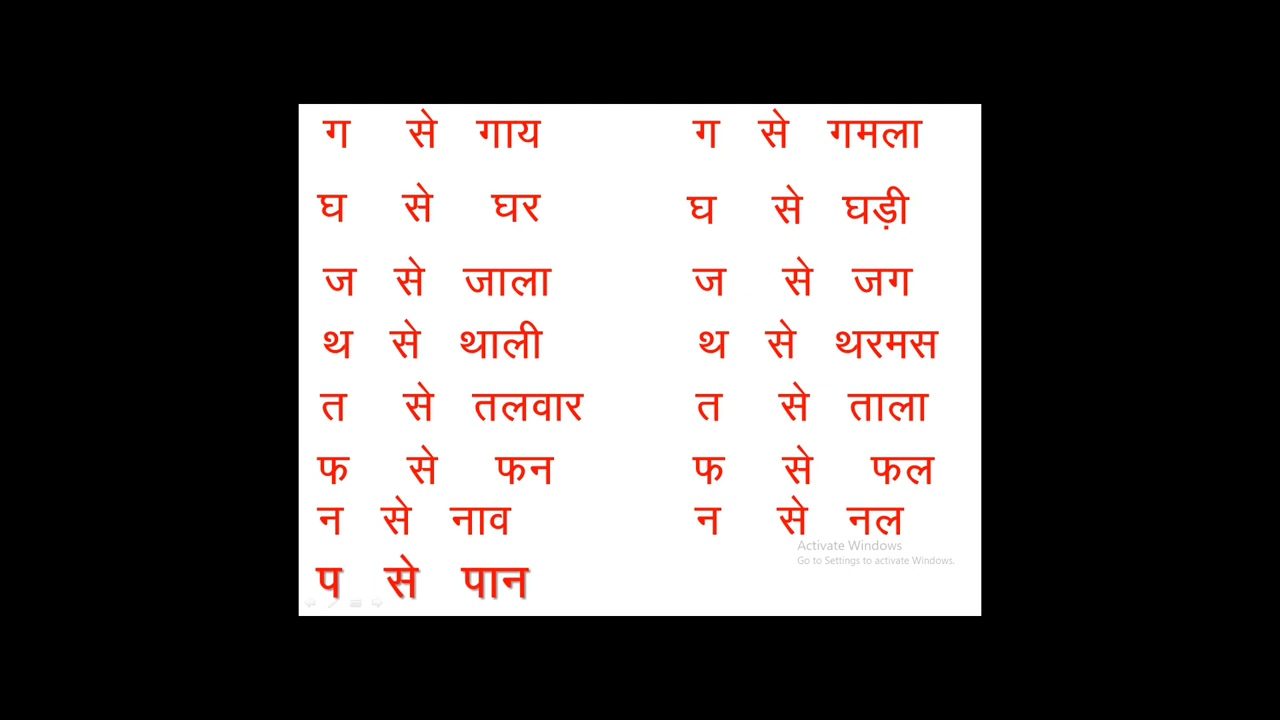 ग से गाय ग से गमला
घ से घर घ से घड़ी
ज से जाला ज से जग
थ से थाली थ से थरमस
त से तलवार त से ताला
फ से फन फ से फल
न से नाव न से नल
Activate Windows
Go to Settings to activate Windows.
प से पान